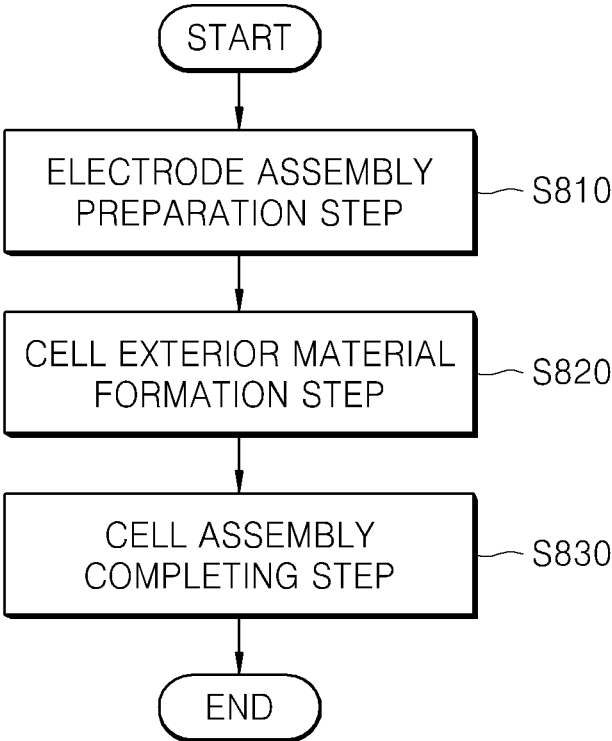 START
ELECTRODE ASSEMBLY
PREPARATION STEP
S810
CELL EXTERIOR MATERIAL
FORMATION STEP
S820
CELL ASSEMBLY
COMPLETING STEP
S830
END